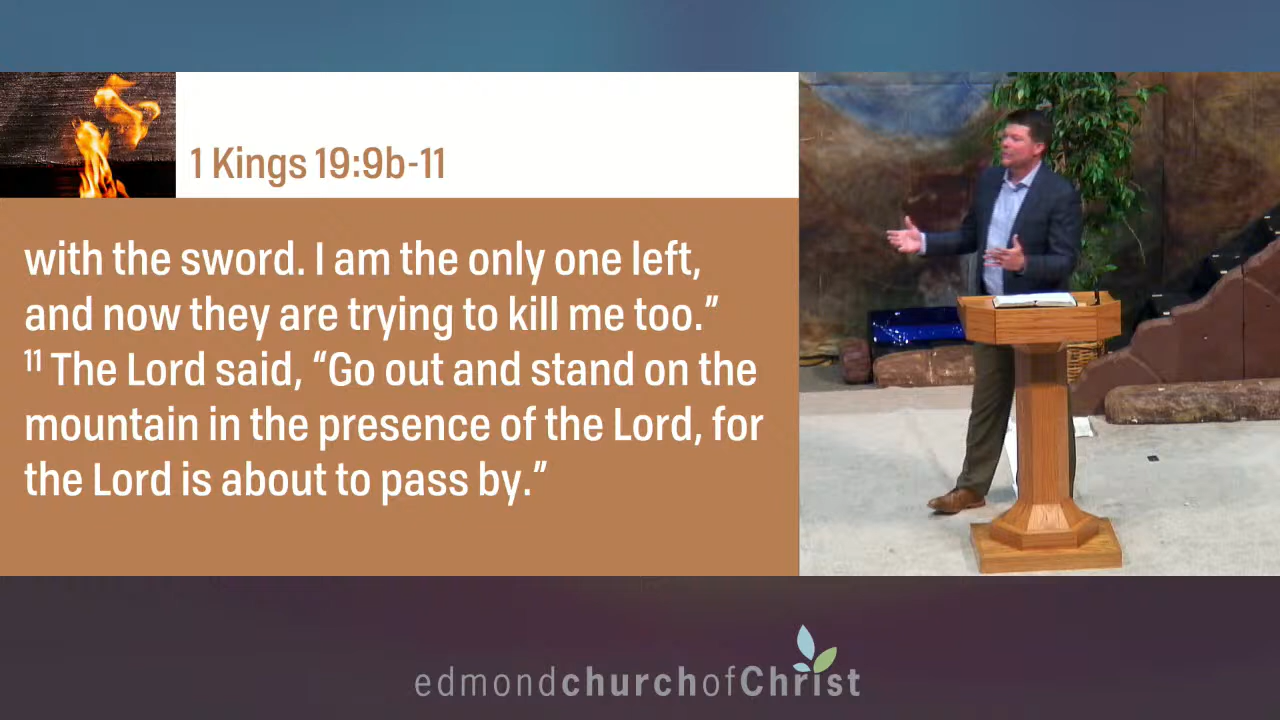 1 Kings 19:9b-11
with the sword. I am the only one left,
and now they are trying to kill me too.”
11 The Lord said, “Go out and stand on the
mountain in the presence of the Lord, for
the Lord is about to pass by.”
edmondchurchofChrist